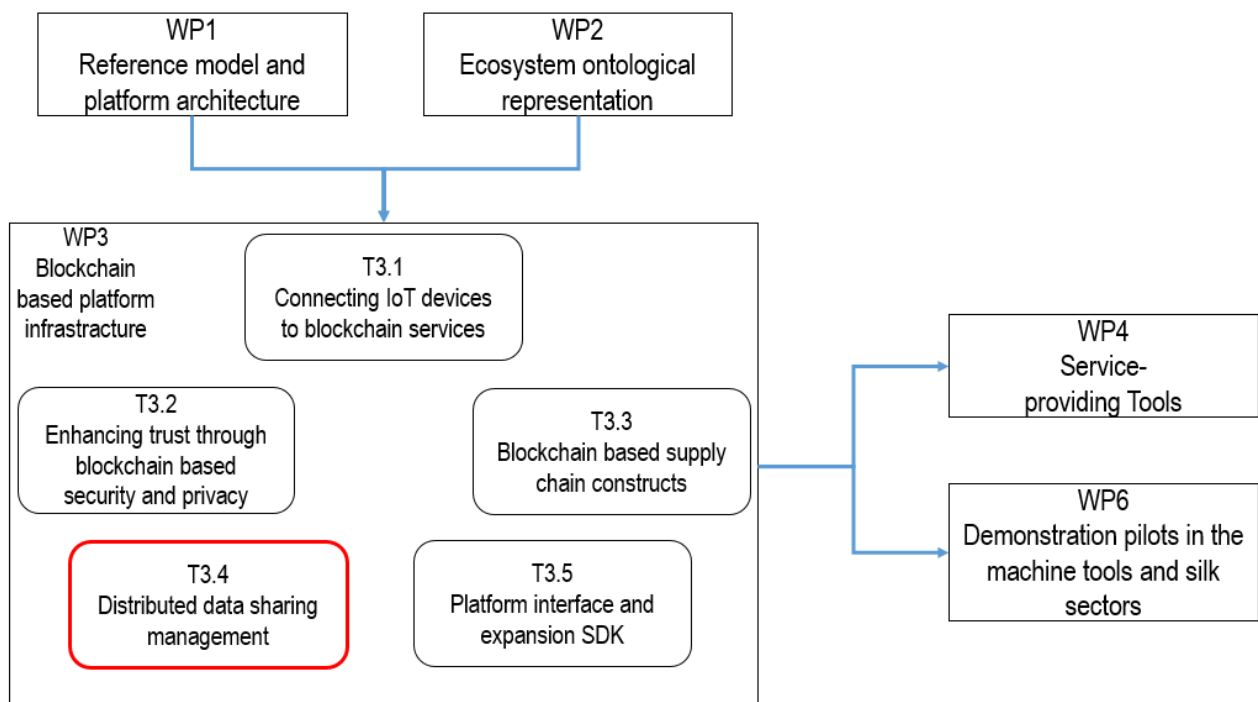 WP1
Reference model and
platform architecture
WP2
Ecosystem ontological
representation
WP3
Blockchain
based platform
infrastracture
T3.1
Connecting IoT devices
to blockchain services
T3.2
Enhancing trust through
blockchain based
security and privacy
T3.3
Blockchain based supply
chain constructs
T3.4
Distributed data sharing
management
T3.5
Platform interface and
expansion SDK
WP4
Service-
providing Tools
WP6
Demonstration pilots in the
machine tools and silk
sectors